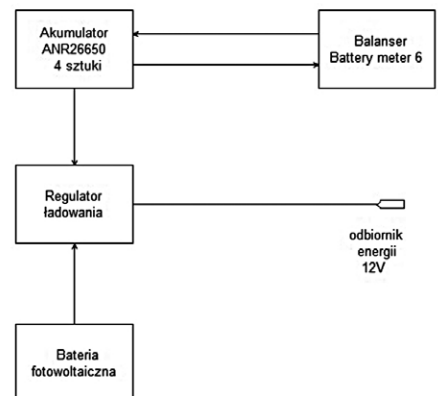 Akumulator
ANR26650
4 sztuki
Balanser
Battery meter 6
Regulator
ładowania
odbiornik
energii
12V
Bateria
fotowoltaiczna